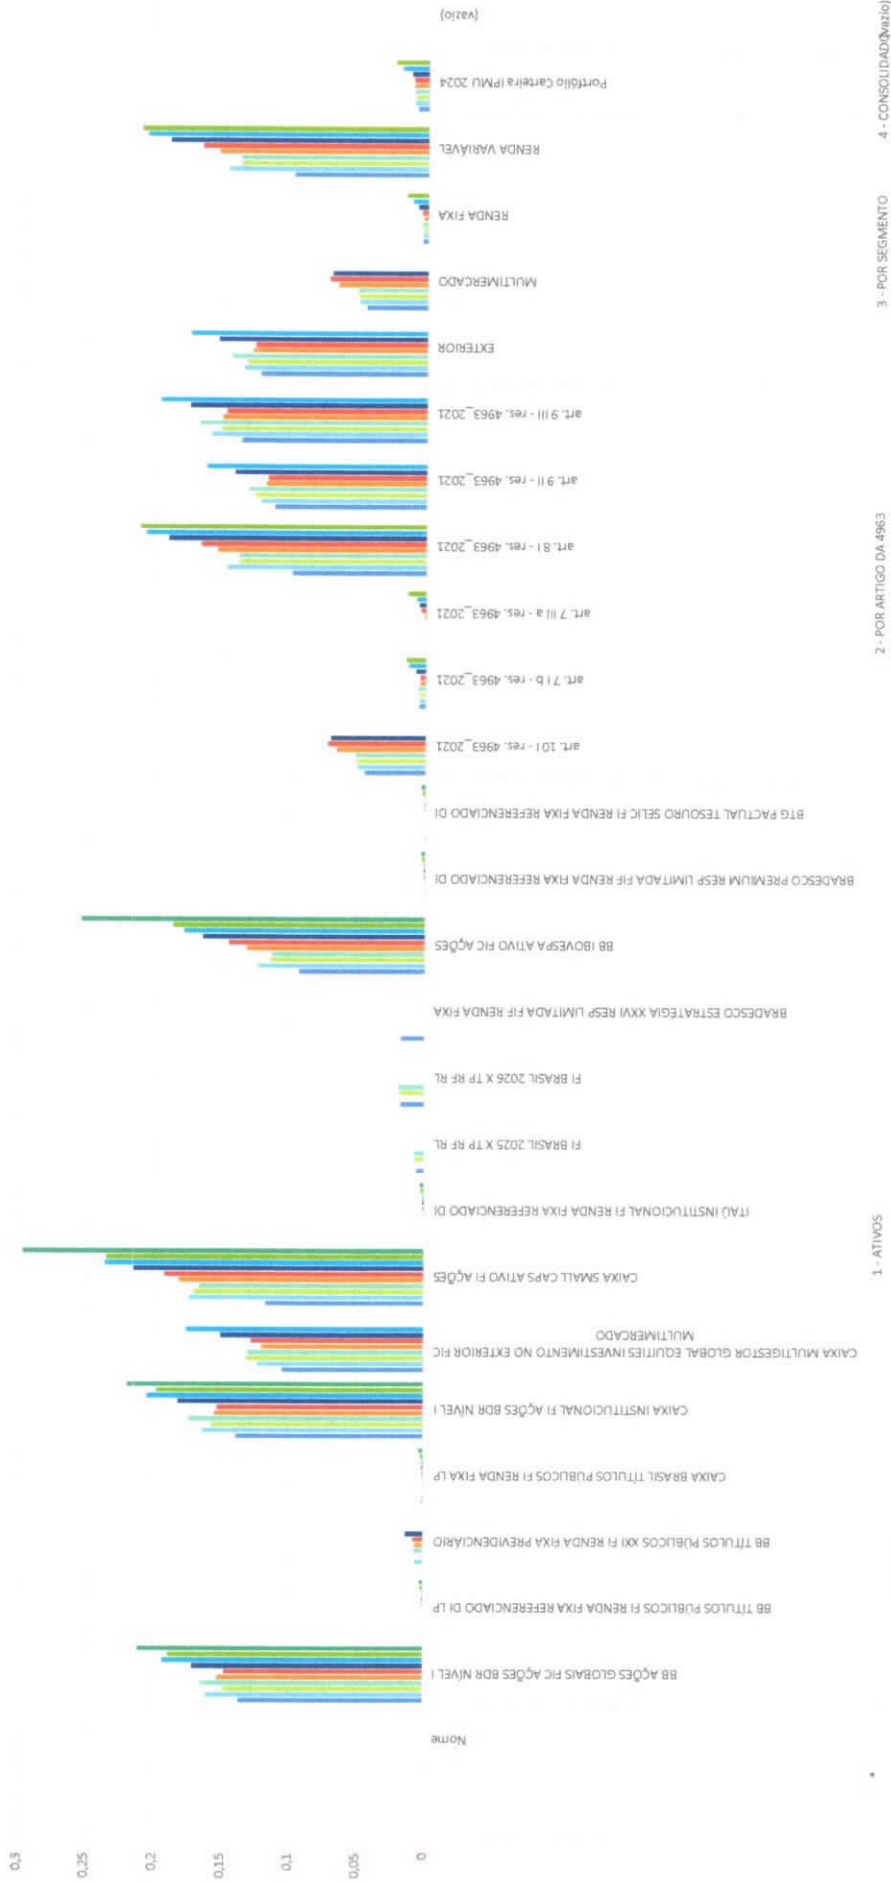 0,3
0,25
0,2
0,15
0,1
0,05
0
Nome
BB AÇÕES GLOBAIS FIC AÇÕES BDR NÍVEL I
BB TÍTULOS PÚBLICOS FI RENDA FIXA REFERENCIADO DI LP
BB TÍTULOS PÚBLICOS XXI FI RENDA FIXA PREVIDENCIÁRIO
CAIXA BRASIL TÍTULOS PÚBLICOS FI RENDA FIXA LP
CAIXA INSTITUCIONAL FI AÇÕES BDR NÍVEL I
CAIXA MULTIGESTOR GLOBAL EQUITIES INVESTIMENTO NO EXTERIOR FIC
MULTIMERCADO
CAIXA SMALL CAPS ATIVO FI AÇÕES
ITAÚ INSTITUCIONAL FI RENDA FIXA REFERENCIADO DI
FI BRASIL 2025 X TP RF RL
FI BRASIL 2026 X TP RF RL
BRADESCO ESTRATÉGIA XXVI RESP LIMITADA FIF RENDA FIXA
BB IBOVESPA ATIVO FIC AÇÕES
BRADESCO PREMIUM RESP LIMITADA FIF RENDA FIXA REFERENCIADO DI
BTG PACTUAL TESOURO SELIC FI RENDA FIXA REFERENCIADO DI
art. 10 I - res. 4963_2021
art. 7 I b - res. 4963_2021
art. 7 III a - res. 4963_2021
art. 8 I - res. 4963_2021
art. 9 II - res. 4963_2021
art. 9 III - res. 4963_2021
EXTERIOR
MULTIMERCADO
RENDA FIXA
RENDA VARIÁVEL
Portfólio Carteira IPMU 2024
(vazio)
1 - ATIVOS
2 - POR ARTIGO DA 4963
3 - POR SEGMENTO
4 - CONSOLIDADO
(vazio)